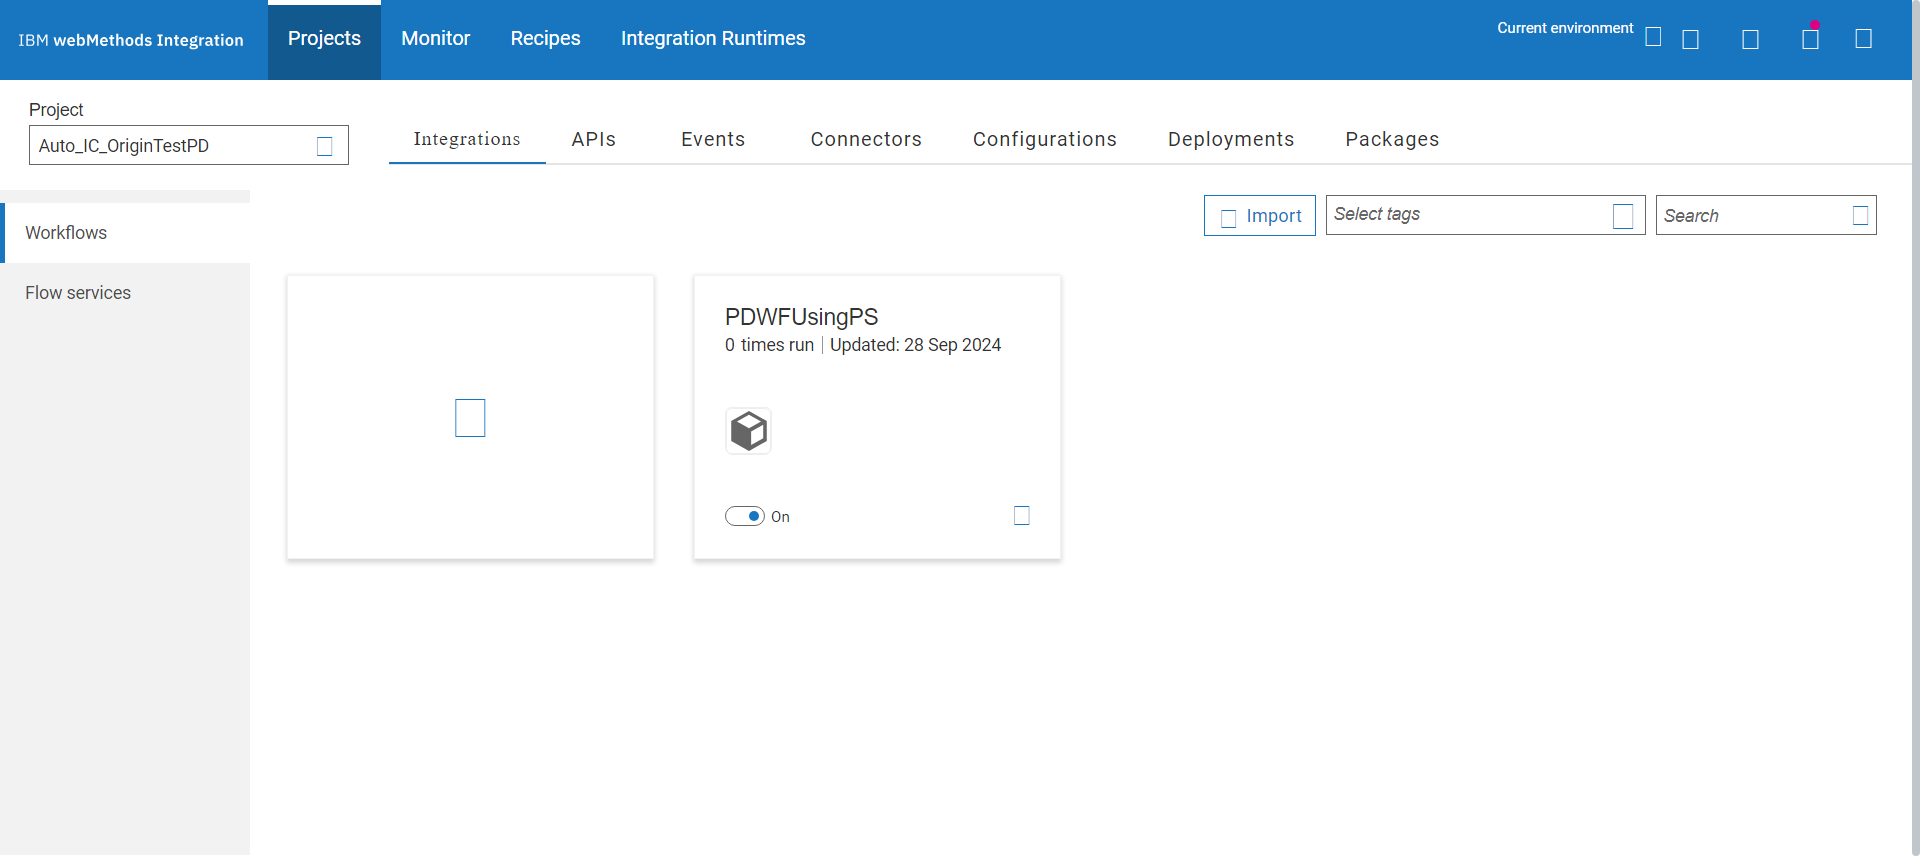 IBM webMethods Integration
Projects
Monitor
Recipes
Integration Runtimes
Current environment
Project
Auto_IC_OriginTestPD
Integrations
APIs
Events
Connectors
Configurations
Deployments
Packages
Workflows
Flow services
Import
Select tags
Search
PDWFUsingPS
0 times run
Updated: 28 Sep 2024
On